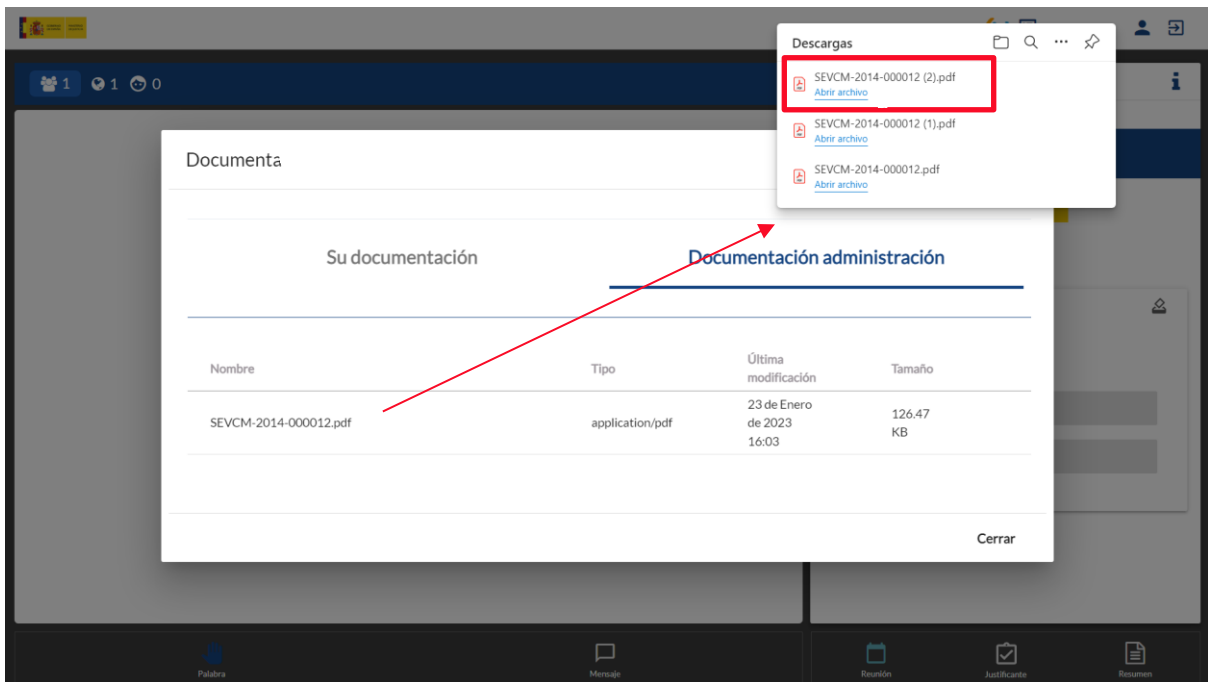 Descargas
SEVCM-2014-000012 (2).pdf
Abrir archivo
SEVCM-2014-000012 (1).pdf
Abrir archivo
SEVCM-2014-000012.pdf
Abrir archivo
1 1 0
i
Documenta
Su documentación
Documentación administración
Nombre
Tipo
Última
modificación
Tamaño
SEVCM-2014-000012.pdf
application/pdf
23 de Enero
de 2023
16:03
126.47
KB
Cerrar
Palabra
Mensaje
Reunión
Justificante
Resumen